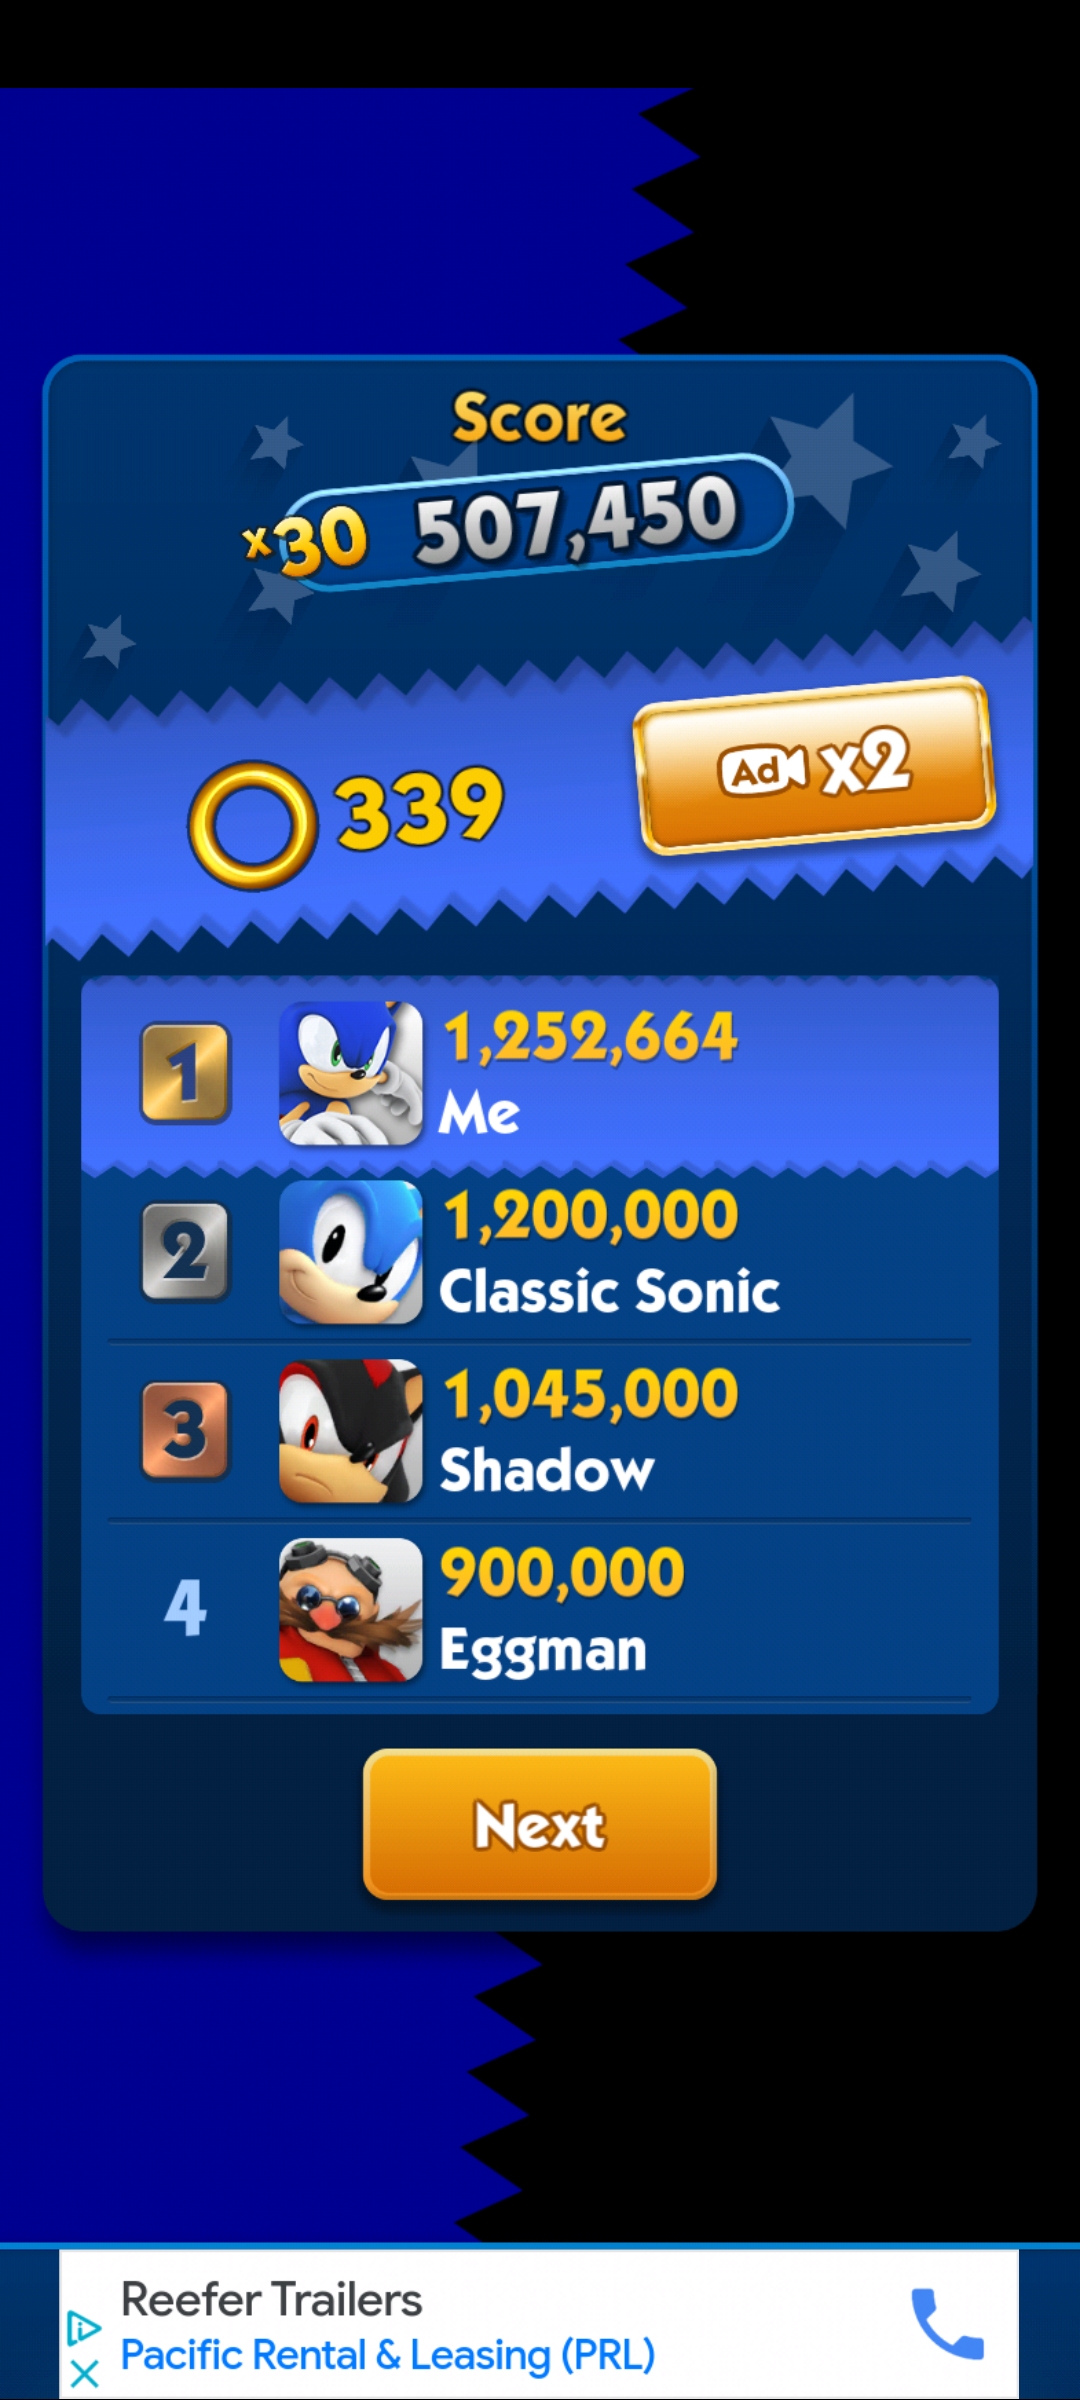 Score
x30 507,450
339
Ad x2
1
1,252,664
Me
2
1,200,000
Classic Sonic
3
1,045,000
Shadow
4
900,000
Eggman
Next
Reefer Trailers
Pacific Rental & Leasing (PRL)